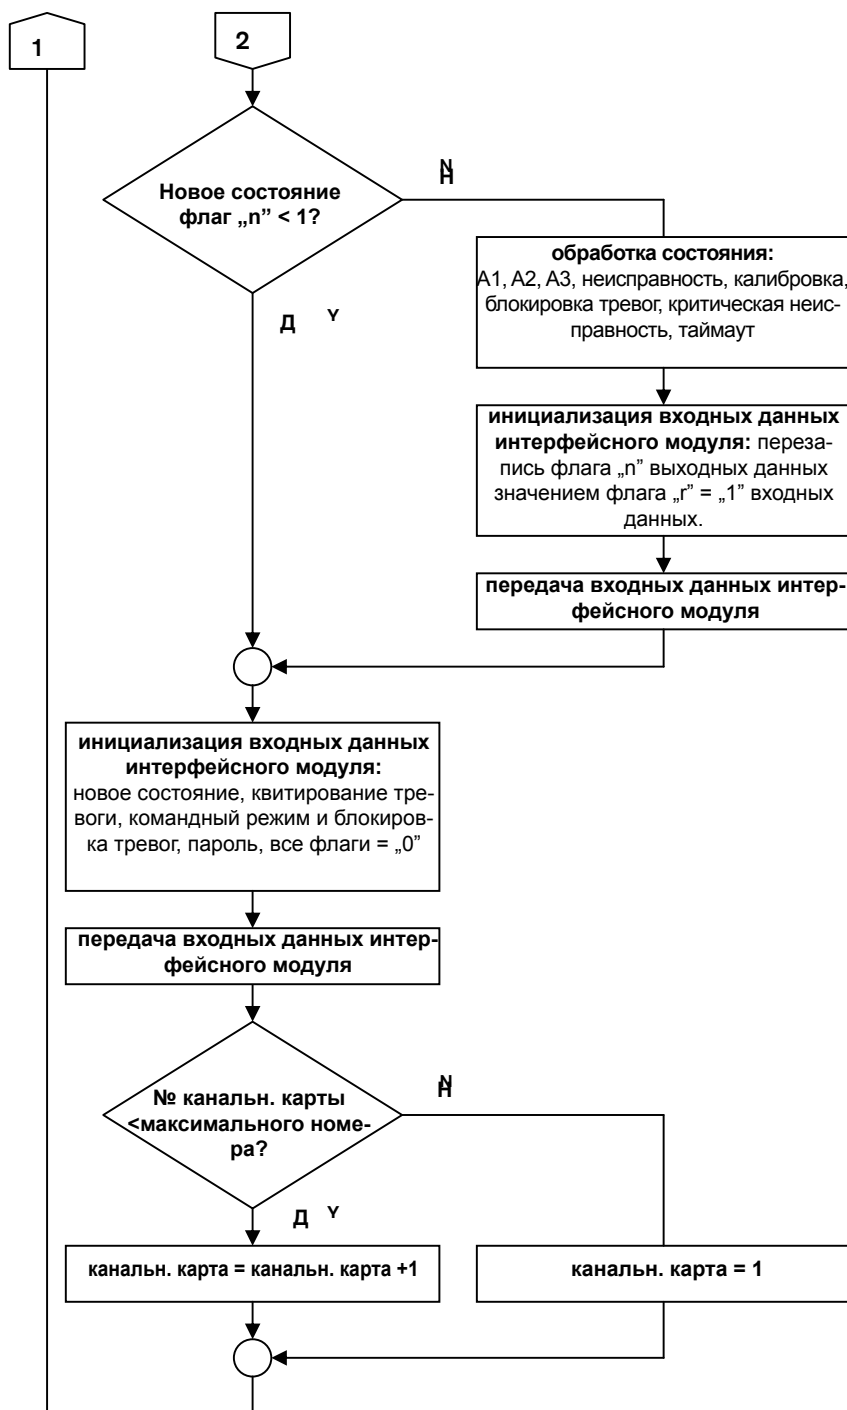 1
2
Новое состояние
флаг „n” < 1?
N
Н
обработка состояния:
A1, A2, A3, неисправность, калибровка,
блокировка тревог, критическая неис-
правность, таймаут
Д Y
инициализация входных данных
интерфейсного модуля: переза-
пись флага „n” выходных данных
значением флага „r” = „1” входных
данных.
передача входных данных интер-
фейсного модуля
инициализация входных данных
интерфейсного модуля:
новое состояние, квитирование тре-
воги, командный режим и блокиров-
ка тревог, пароль, все флаги = „0”
передача входных данных интер-
фейсного модуля
№ канальн. карты
<максимального номе-
ра?
N
Н
Д Y
канальн. карта = канальн. карта +1
канальн. карта = 1